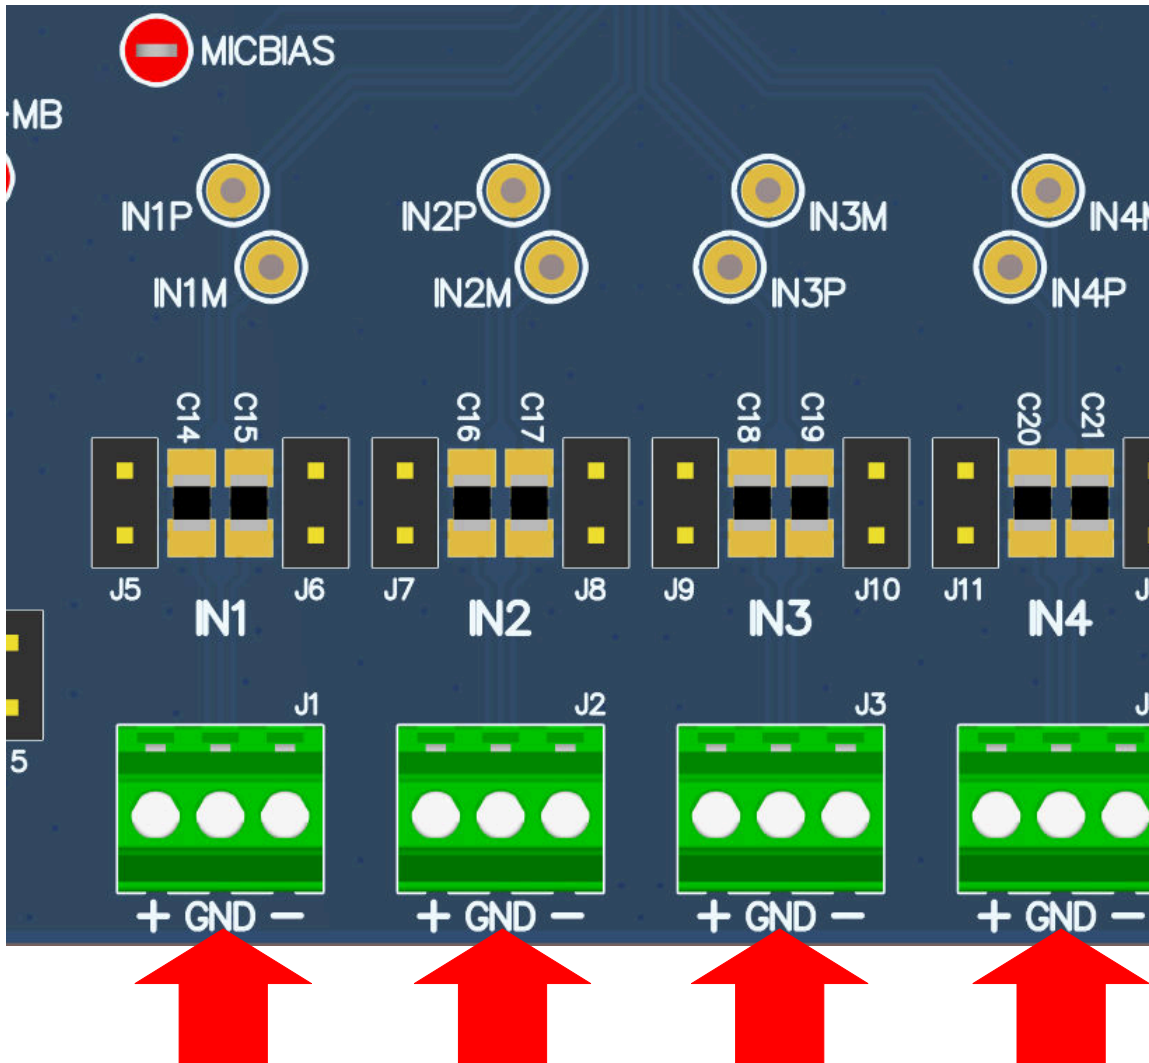 MICBIAS
-MB
IN1P IN2P IN3M IN4M
IN1M IN2M IN3P IN4P
C14 C15 C16 C17 C18 C19 C20 C21
J5 J6 J7 J8 J9 J10 J11 J
IN1 IN2 IN3 IN4
J1 J2 J3 J
5
+ GND − + GND − + GND − + GND −